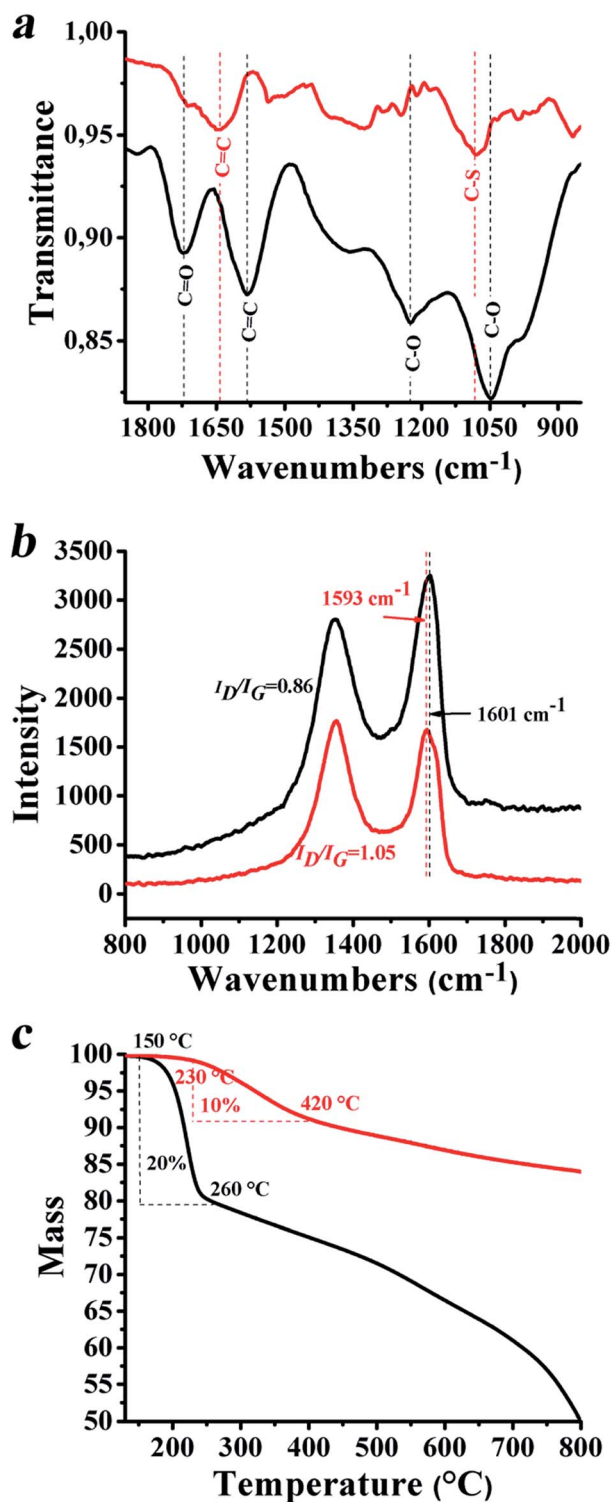 a
1,00
0,95
0,90
0,85
Transmittance
C=O
C=C
C=C
C-O
C-S
C-O
1800 1650 1500 1350 1200 1050 900
Wavenumbers (cm-1)
b
3500
3000
2500
2000
1500
1000
500
0
Intensity
1593 cm-1
ID/IG=0.86
1601 cm-1
ID/IG=1.05
800 1000 1200 1400 1600 1800 2000
Wavenumbers (cm-1)
c
100
95
90
85
80
75
70
65
60
55
50
Mass
150 °C
230 °C
10%
420 °C
20%
260 °C
200 300 400 500 600 700 800
Temperature (°C)